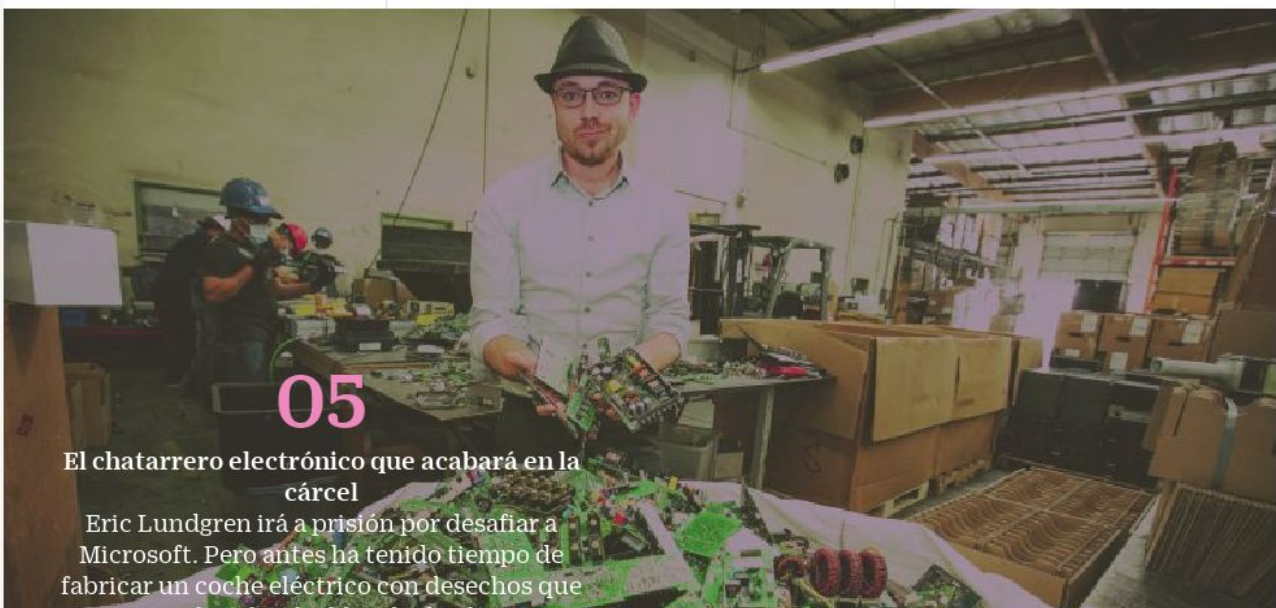 05
El chatarrero electrónico que acabará en la
cárcel
Eric Lundgren irá a prisión por desafiar a
Microsoft. Pero antes ha tenido tiempo de
fabricar un coche eléctrico con desechos que